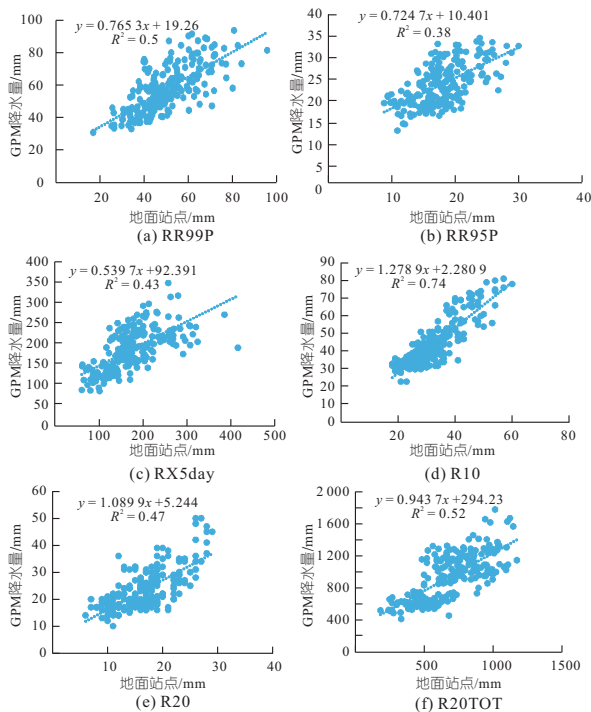 y = 0.765 3x + 19.26
R² = 0.5
100
80
60
40
20
0
GPM降水量/mm
20 40 60 80 100
地面站点/mm
(a) RR99P
y = 0.724 7x + 10.401
R² = 0.38
40
35
30
25
20
15
10
5
0
GPM降水量/mm
0 10 20 30 40
地面站点/mm
(b) RR95P
y = 0.539 7x +92.391
R² = 0.43
400
350
300
250
200
150
100
50
0
GPM降水量/mm
100 200 300 400 500
地面站点/mm
(c) RX5day
y = 1.278 9x +2.280 9
R² = 0.74
90
80
70
60
50
40
30
20
10
0
GPM降水量/mm
20 40 60 80
地面站点/mm
(d) R10
y = 1.089 9x +5.244
R² = 0.47
60
50
40
30
20
10
0
GPM降水量/mm
0 10 20 30 40
地面站点/mm
(e) R20
y = 0.943 7x +294.23
R² = 0.52
2 000
1 600
1 200
800
400
0
GPM降水量/mm
0 500 1000 1500
地面站点/mm
(f) R20TOT